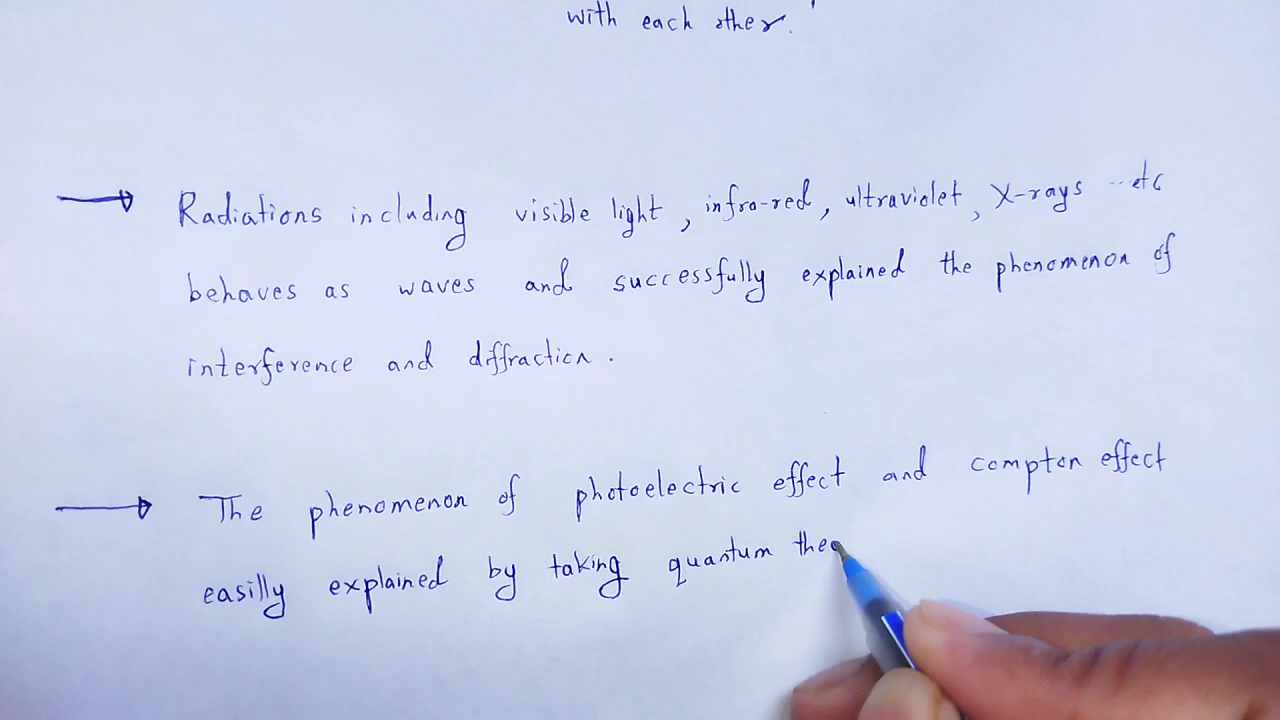 with each other.'
Radiations including visible light, infra-red, ultraviolet, X-rays ...etc
behaves as waves and successfully explained the phenomenon of
interference and diffraction.
The phenomenon of photoelectric effect and compton effect
easilly explained by taking quantum theo